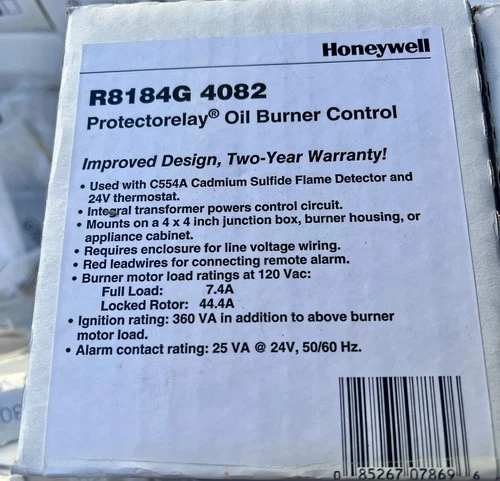 Honeywell
R8184G 4082
Protectorelay® Oil Burner Control
Improved Design, Two-Year Warranty!
• Used with C554A Cadmium Sulfide Flame Detector and
24V thermostat.
• Integral transformer powers control circuit.
• Mounts on a 4 x 4 inch junction box, burner housing, or
appliance cabinet.
• Requires enclosure for line voltage wiring.
• Red leadwires for connecting remote alarm.
• Burner motor load ratings at 120 Vac:
Full Load: 7.4A
Locked Rotor: 44.4A
• Ignition rating: 360 VA in addition to above burner
motor load.
• Alarm contact rating: 25 VA @ 24V, 50/60 Hz.
0 85267 07869 6